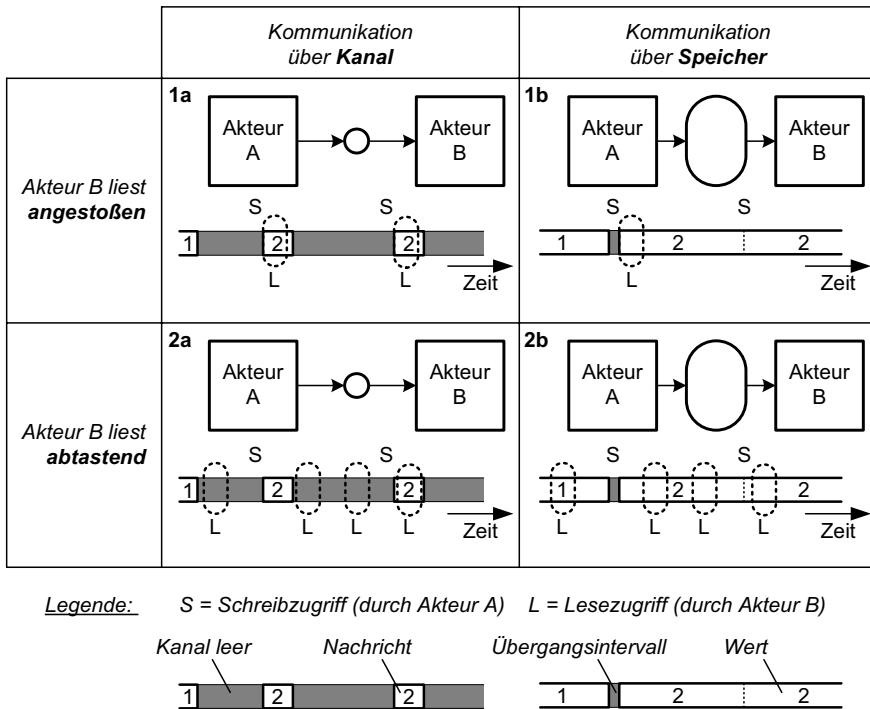 Kommunikation
über Kanal
Kommunikation
über Speicher
Akteur B liest
angestoßen
1a
Akteur
A
Akteur
B
S
S
1
2
2
L
L
Zeit
1b
Akteur
A
Akteur
B
S
S
1
2
2
L
Zeit
Akteur B liest
abtastend
2a
Akteur
A
Akteur
B
S
S
1
2
2
L
L
L
L
Zeit
2b
Akteur
A
Akteur
B
S
S
1
2
2
L
L
L
L
Zeit
Legende: S = Schreibzugriff (durch Akteur A) L = Lesezugriff (durch Akteur B)
Kanal leer Nachricht Übergangsintervall Wert
1 2 2 1 2 2